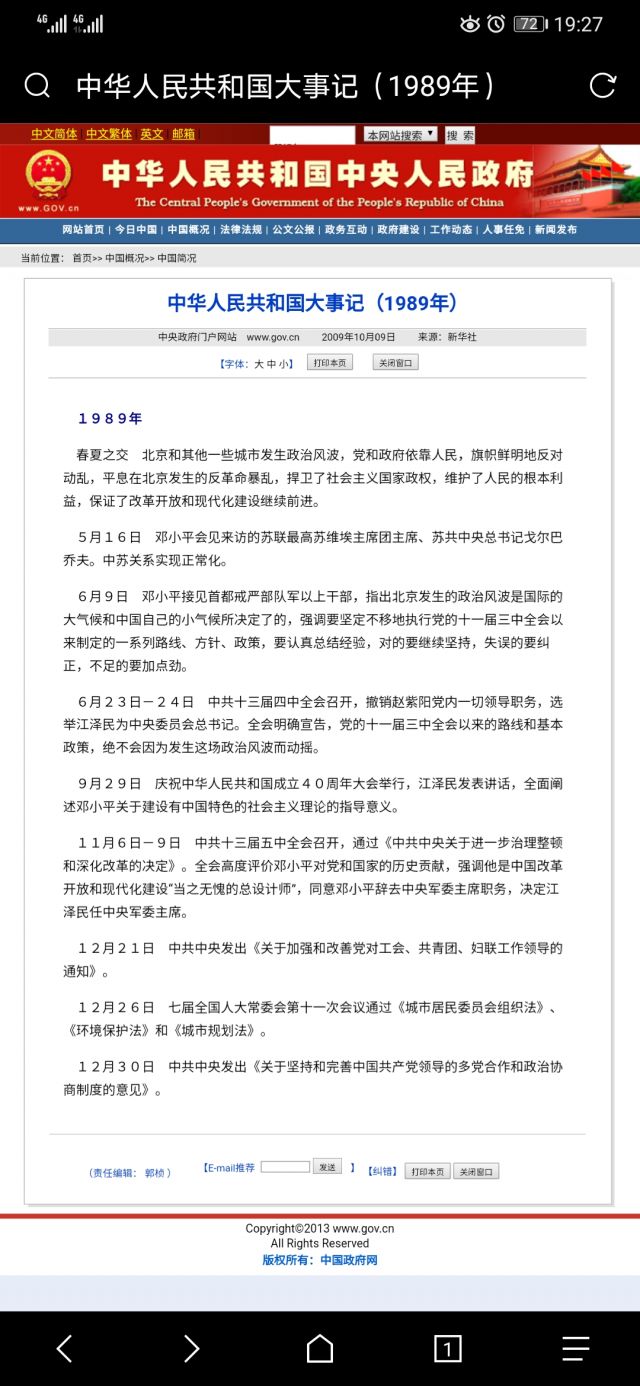 4G 4G 72 19:27
中华人民共和国大事记（1989年）
中文简体 | 中文繁体 | 英文 | 邮箱 | 本网站搜索 搜 索
中华人民共和国中央人民政府
www.GOV.cn The Central People's Government of the People's Republic of China
网站首页 | 今日中国 | 中国概况 | 法律法规 | 公文公报 | 政务互动 | 政府建设 | 工作动态 | 人事任免 | 新闻发布
当前位置： 首页>> 中国概况>> 中国简况
中华人民共和国大事记（1989年）
中央政府门户网站 www.gov.cn 2009年10月09日 来源：新华社
【字体：大 中 小】 打印本页 关闭窗口
１９８９年
春夏之交　北京和其他一些城市发生政治风波，党和政府依靠人民，旗帜鲜明地反对
动乱，平息在北京发生的反革命暴乱，捍卫了社会主义国家政权，维护了人民的根本利
益，保证了改革开放和现代化建设继续前进。
５月１６日　邓小平会见来访的苏联最高苏维埃主席团主席、苏共中央总书记戈尔巴
乔夫。中苏关系实现正常化。
６月９日　邓小平接见首都戒严部队军以上干部，指出北京发生的政治风波是国际的
大气候和中国自己的小气候所决定了的，强调要坚定不移地执行党的十一届三中全会以
来制定的一系列路线、方针、政策，要认真总结经验，对的要继续坚持，失误的要纠
正，不足的要加点劲。
６月２３日－２４日　中共十三届四中全会召开，撤销赵紫阳党内一切领导职务，选
举江泽民为中央委员会总书记。全会明确宣告，党的十一届三中全会以来的路线和基本
政策，绝不会因为发生这场政治风波而动摇。
９月２９日　庆祝中华人民共和国成立４０周年大会举行，江泽民发表讲话，全面阐
述邓小平关于建设有中国特色的社会主义理论的指导意义。
１１月６日－９日　中共十三届五中全会召开，通过《中共中央关于进一步治理整顿
和深化改革的决定》。全会高度评价邓小平对党和国家的历史贡献，强调他是中国改革
开放和现代化建设“当之无愧的总设计师”，同意邓小平辞去中央军委主席职务，决定江
泽民任中央军委主席。
１２月２１日　中共中央发出《关于加强和改善党对工会、共青团、妇联工作领导的
通知》。
１２月２６日　七届全国人大常委会第十一次会议通过《城市居民委员会组织法》、
《环境保护法》和《城市规划法》。
１２月３０日　中共中央发出《关于坚持和完善中国共产党领导的多党合作和政治协
商制度的意见》。
（责任编辑： 郭桢 ） 【E-mail推荐 发送 】 【纠错】 打印本页 关闭窗口
Copyright©2013 www.gov.cn
All Rights Reserved
版权所有：中国政府网
1